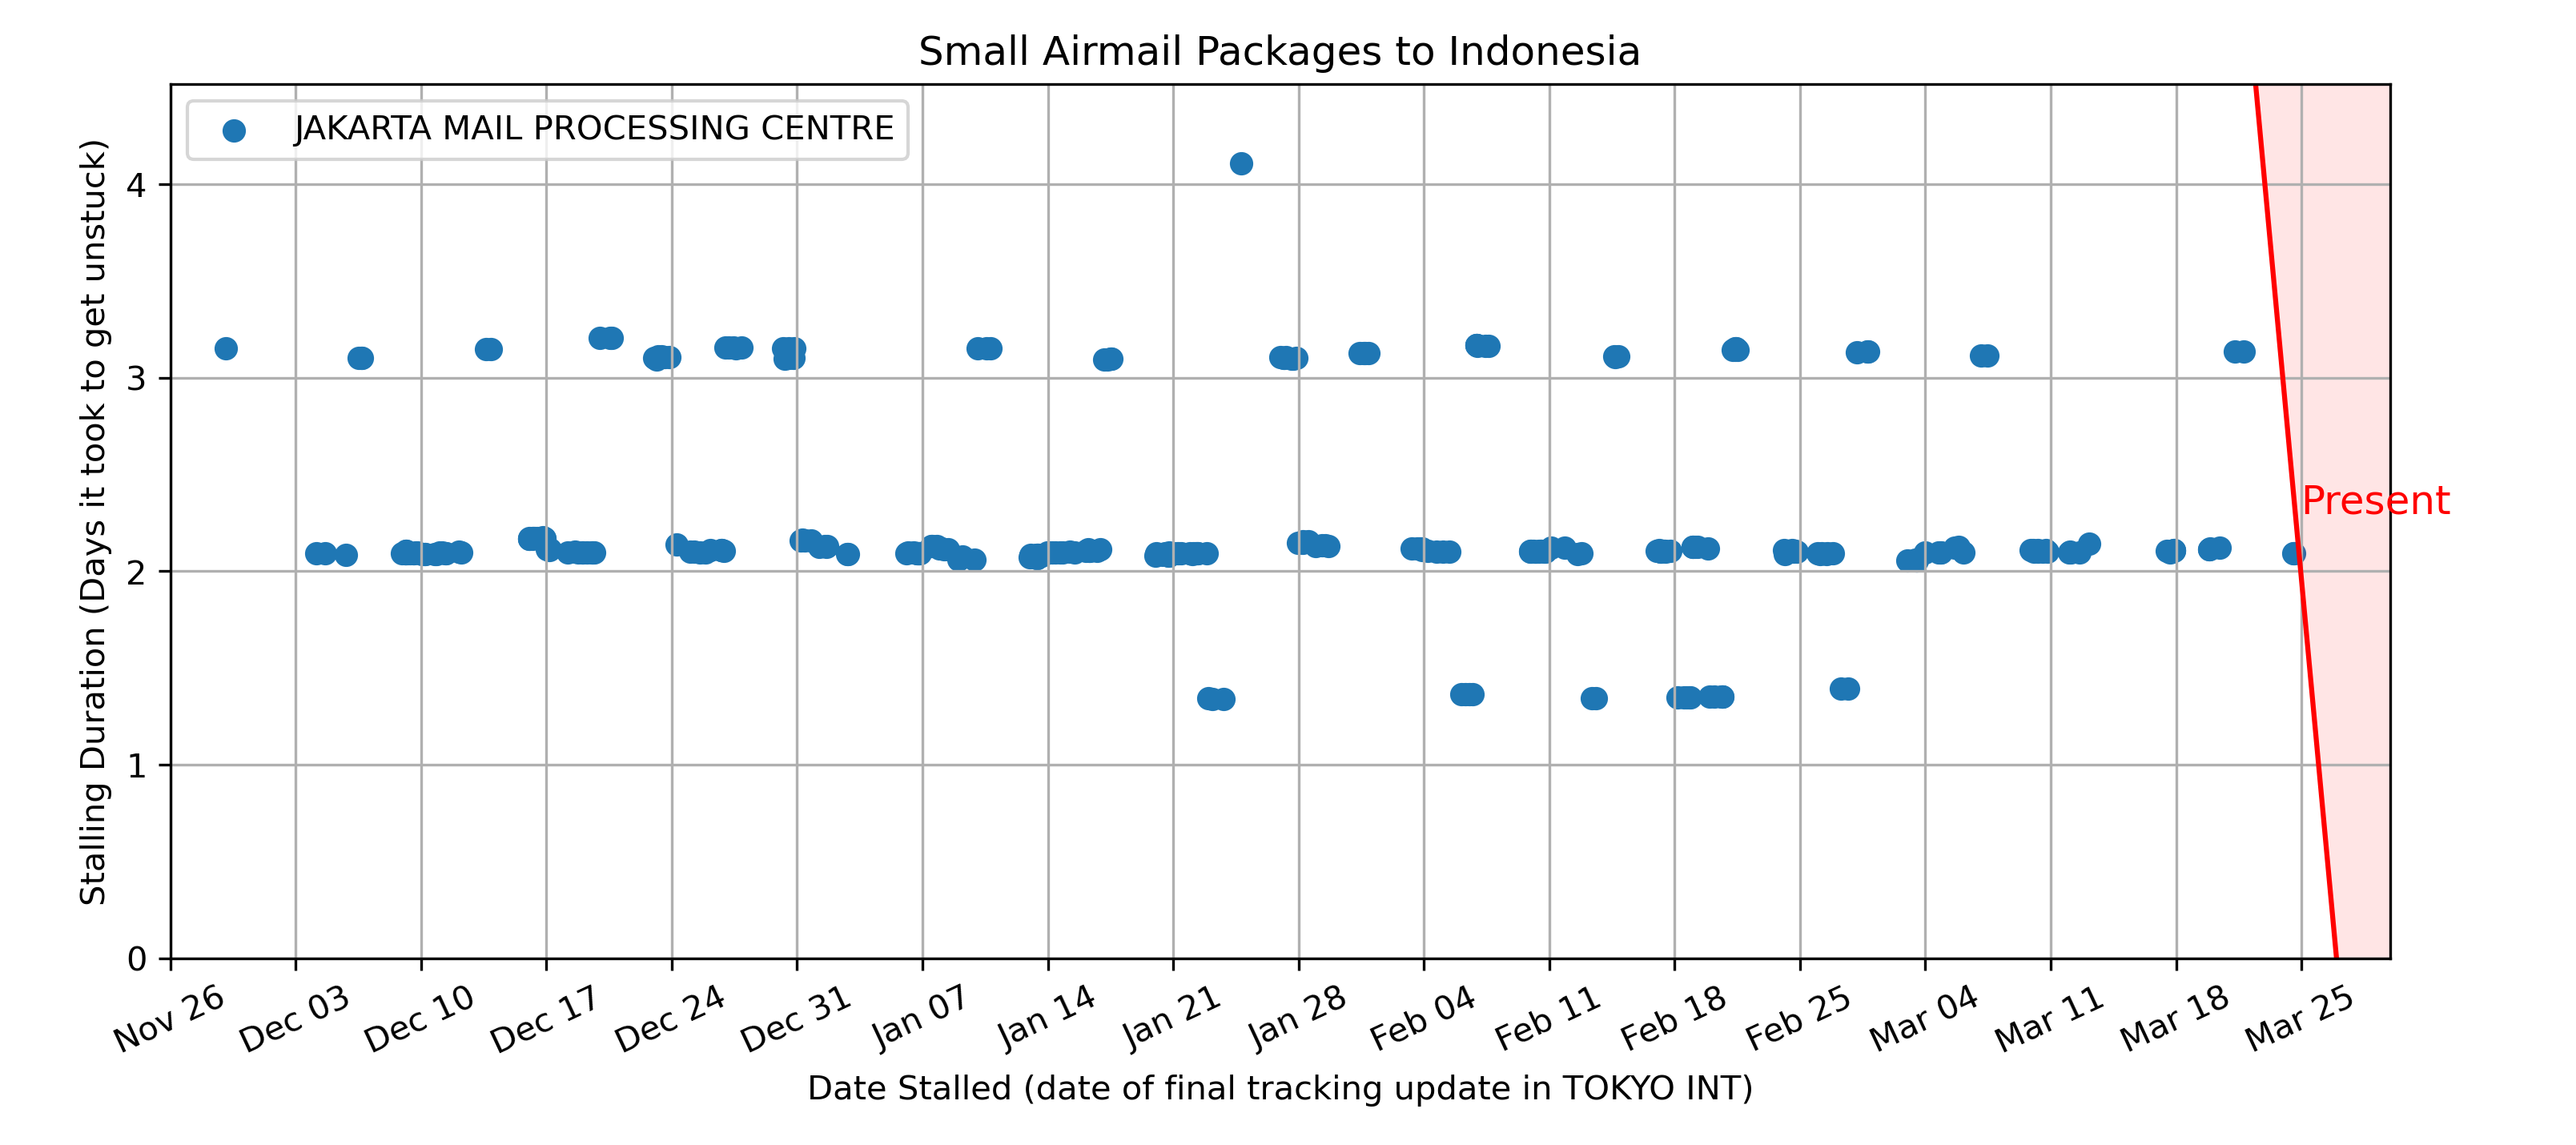 Small Airmail Packages to Indonesia
JAKARTA MAIL PROCESSING CENTRE
Stalling Duration (Days it took to get unstuck)
4
3
2
1
0
Present
Nov 26
Dec 03
Dec 10
Dec 17
Dec 24
Dec 31
Jan 07
Jan 14
Jan 21
Jan 28
Feb 04
Feb 11
Feb 18
Feb 25
Mar 04
Mar 11
Mar 18
Mar 25
Date Stalled (date of final tracking update in TOKYO INT)